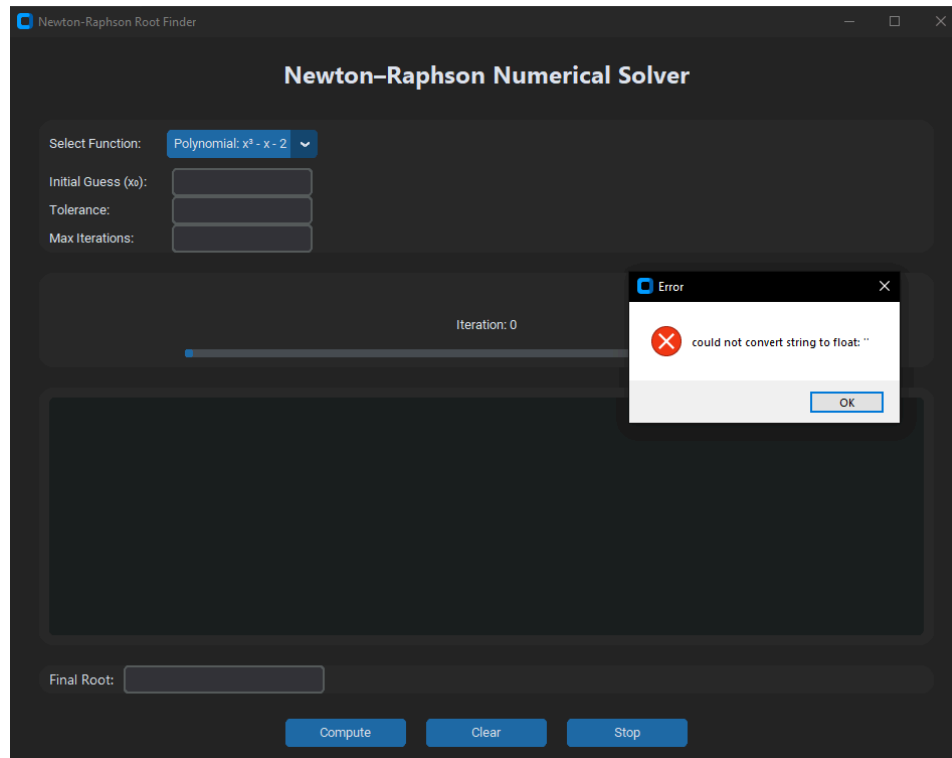 Newton-Raphson Root Finder
Newton–Raphson Numerical Solver
Select Function: Polynomial: x³ - x - 2
Initial Guess (x₀):
Tolerance:
Max Iterations:
Error
Iteration: 0
could not convert string to float: ''
OK
Final Root:
Compute Clear Stop